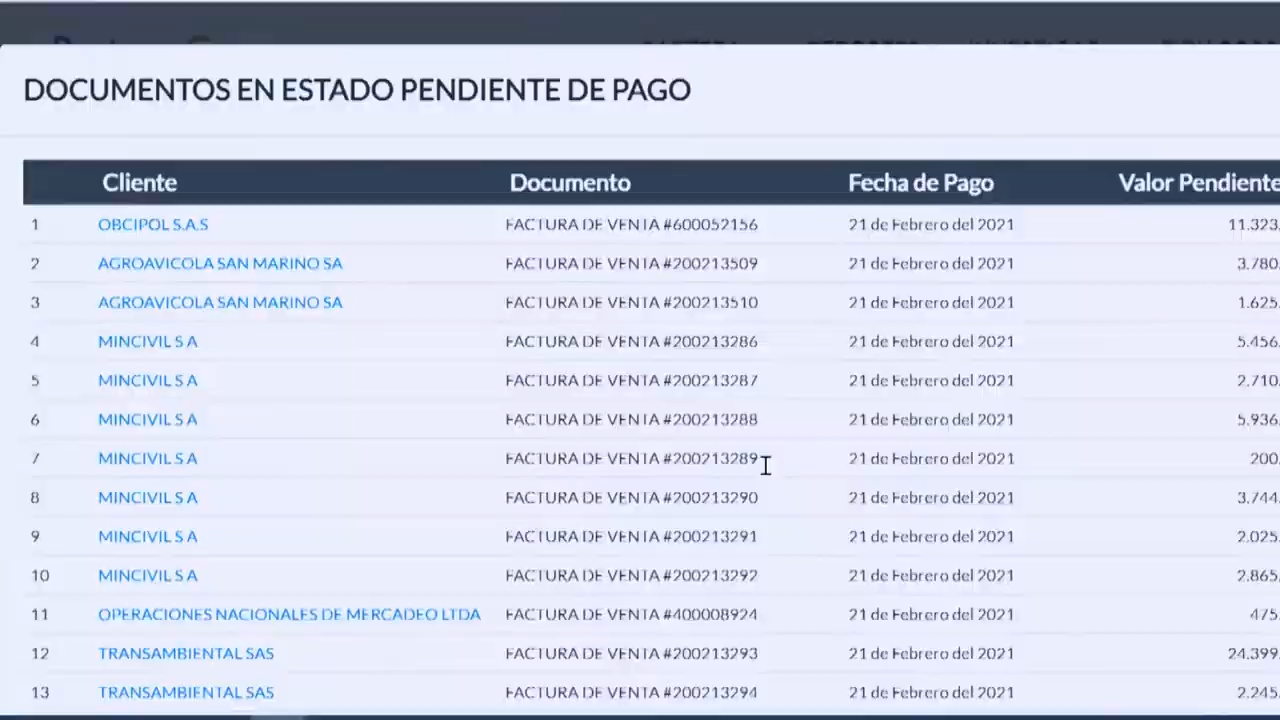 DOCUMENTOS EN ESTADO PENDIENTE DE PAGO
Cliente Documento Fecha de Pago Valor Pendiente
1 OBCIPOL S.A.S FACTURA DE VENTA #600052156 21 de Febrero del 2021 11.323.
2 AGROAVICOLA SAN MARINO SA FACTURA DE VENTA #200213509 21 de Febrero del 2021 3.780.
3 AGROAVICOLA SAN MARINO SA FACTURA DE VENTA #200213510 21 de Febrero del 2021 1.625.
4 MINCIVIL S A FACTURA DE VENTA #200213286 21 de Febrero del 2021 5.456.
5 MINCIVIL S A FACTURA DE VENTA #200213287 21 de Febrero del 2021 2.710.
6 MINCIVIL S A FACTURA DE VENTA #200213288 21 de Febrero del 2021 5.936.
7 MINCIVIL S A FACTURA DE VENTA #200213289 21 de Febrero del 2021 200.
8 MINCIVIL S A FACTURA DE VENTA #200213290 21 de Febrero del 2021 3.744.
9 MINCIVIL S A FACTURA DE VENTA #200213291 21 de Febrero del 2021 2.025.
10 MINCIVIL S A FACTURA DE VENTA #200213292 21 de Febrero del 2021 2.865.
11 OPERACIONES NACIONALES DE MERCADEO LTDA FACTURA DE VENTA #400008924 21 de Febrero del 2021 475.
12 TRANSAMBIENTAL SAS FACTURA DE VENTA #200213293 21 de Febrero del 2021 24.399.
13 TRANSAMBIENTAL SAS FACTURA DE VENTA #200213294 21 de Febrero del 2021 2.245.